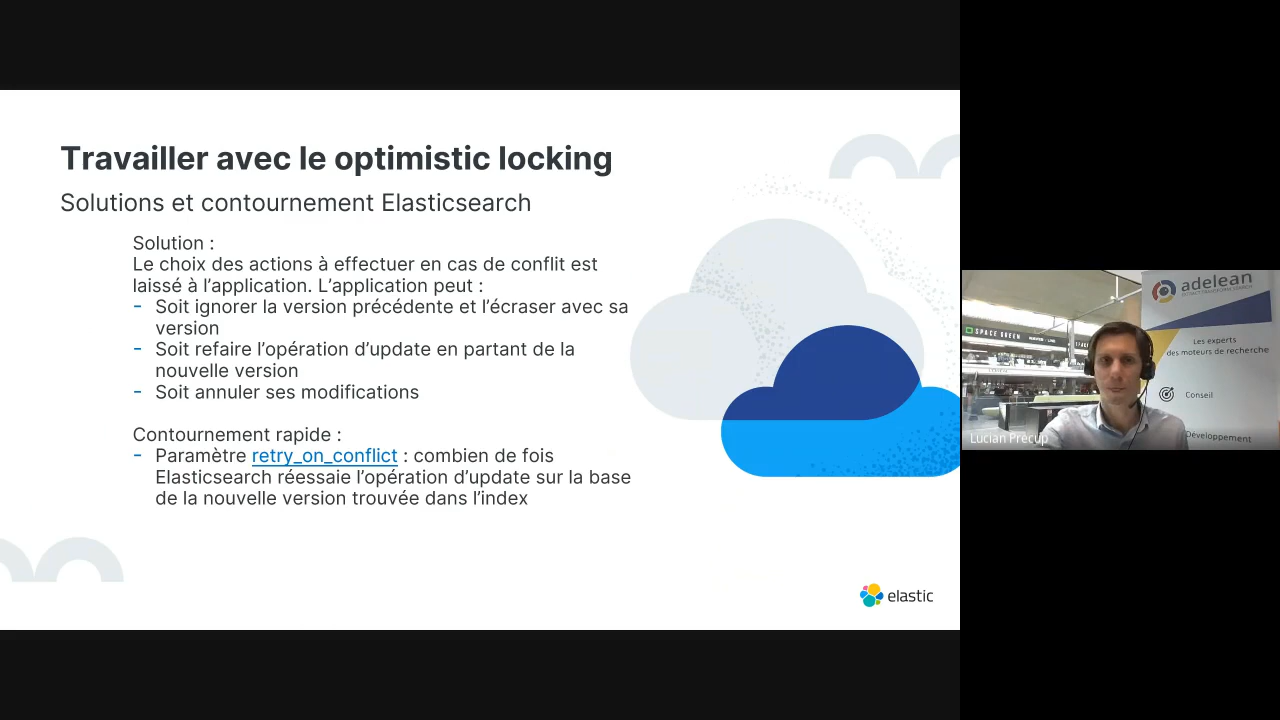 Travailler avec le optimistic locking
Solutions et contournement Elasticsearch
Solution :
Le choix des actions à effectuer en cas de conflit est
laissé à l’application. L’application peut :
- Soit ignorer la version précédente et l’écraser avec sa
version
- Soit refaire l’opération d’update en partant de la
nouvelle version
- Soit annuler ses modifications
Contournement rapide :
- Paramètre retry_on_conflict : combien de fois
Elasticsearch réessaie l’opération d’update sur la base
de la nouvelle version trouvée dans l’index
elastic
adelean
SPACE GREEN
Les experts
des moteurs de recherche
Conseil
Développement
Lucian Precup